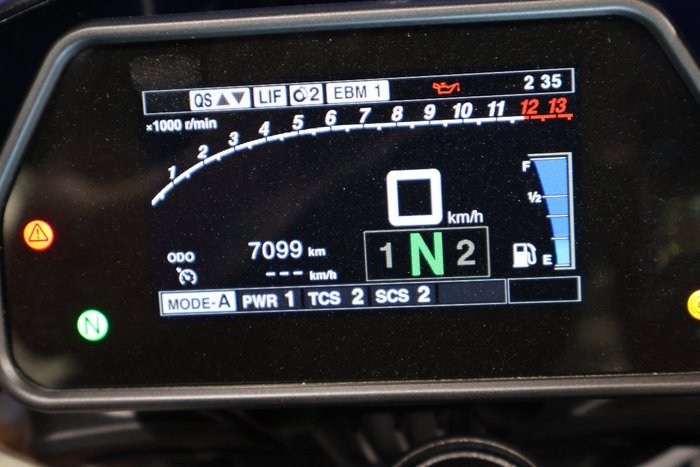 QS LIF 2 EBM 1 2 35
×1000 r/min
1 2 3 4 5 6 7 8 9 10 11 12 13
0 km/h
F
1/2
E
ODO 7099 km
--- km/h
1 N 2
MODE-A PWR 1 TCS 2 SCS 2
N